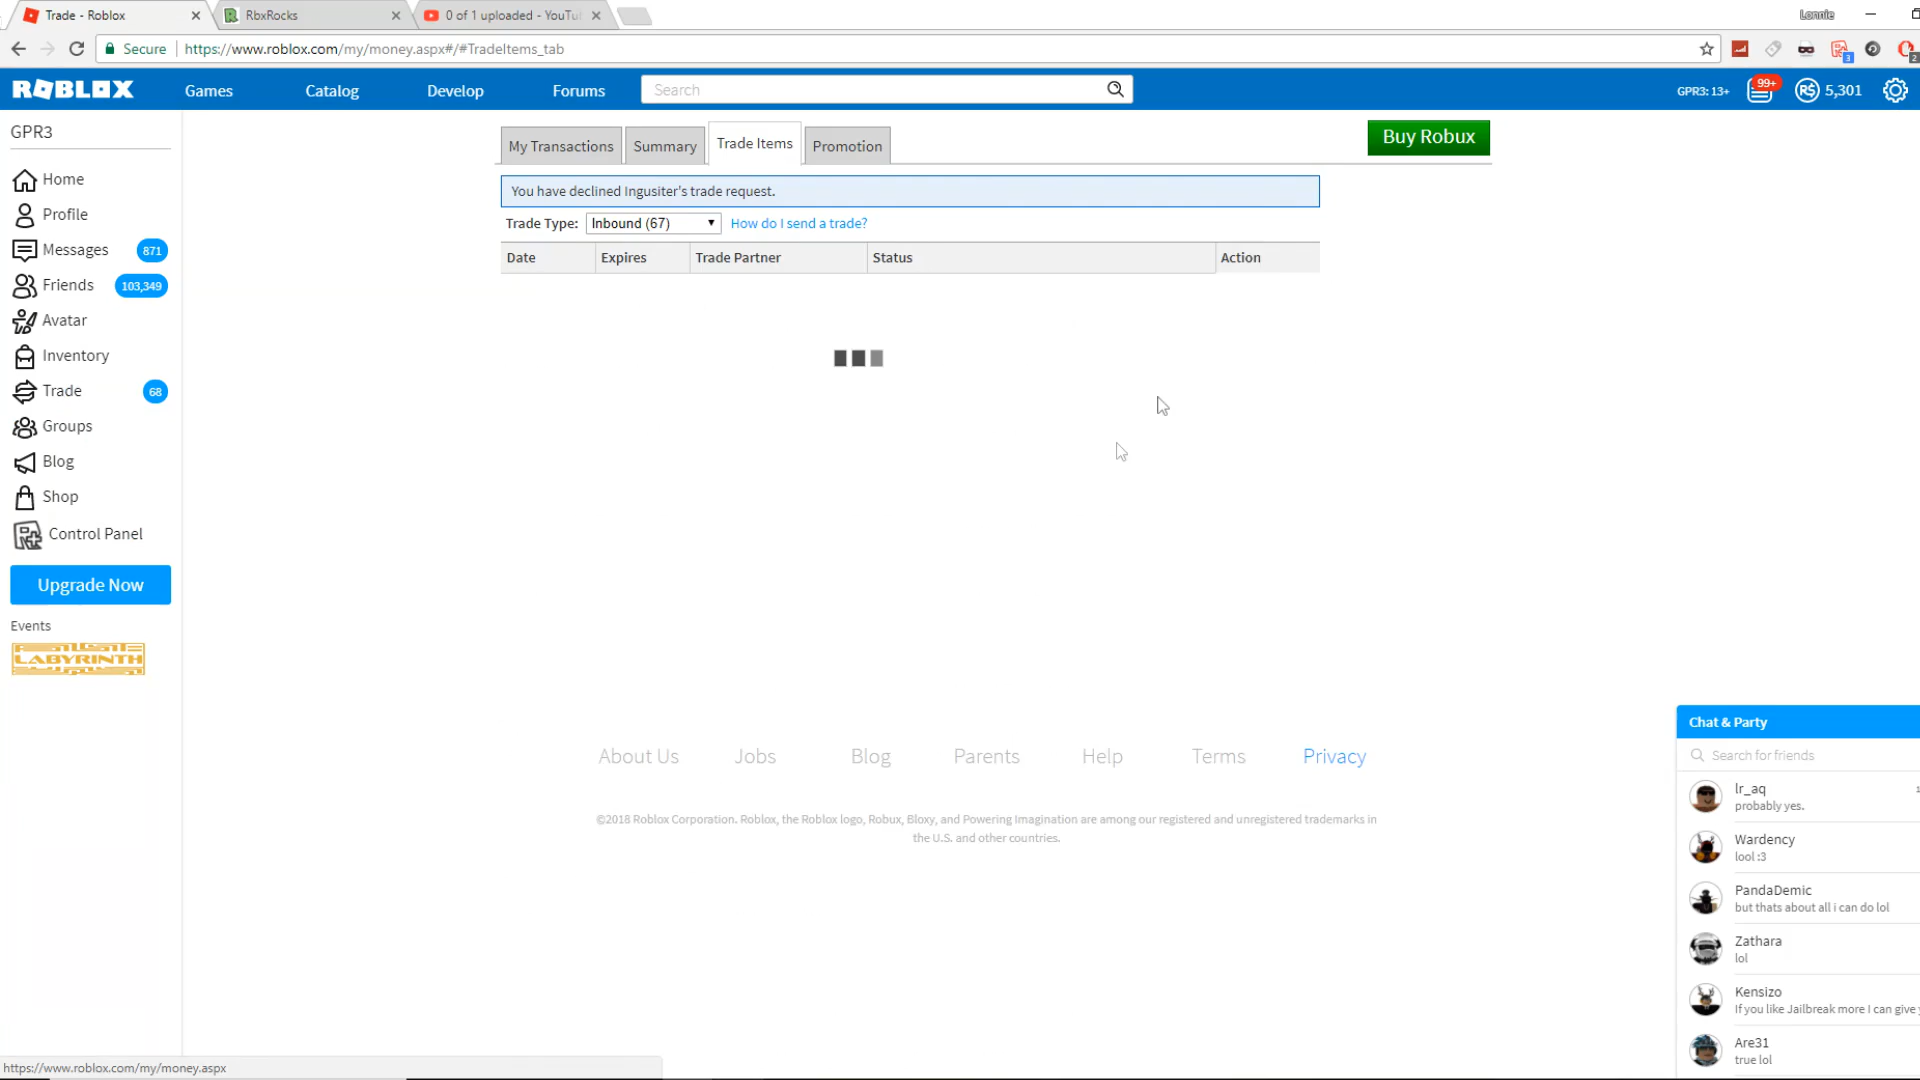 Trade - Roblox
RbxRocks
0 of 1 uploaded - YouTu
Lonnie
Secure https://www.roblox.com/my/money.aspx#/#TradeItems_tab
3
2
ROBLOX
Games
Catalog
Develop
Forums
Search
GPR3: 13+
99+
R$ 5,301
GPR3
Home
Profile
Messages 871
Friends 103,349
Avatar
Inventory
Trade 68
Groups
Blog
Shop
Control Panel
Upgrade Now
Events
LABYRINTH
My Transactions
Summary
Trade Items
Promotion
Buy Robux
You have declined Ingusiter's trade request.
Trade Type: Inbound (67) How do I send a trade?
Date Expires Trade Partner Status Action
About Us Jobs Blog Parents Help Terms Privacy
©2018 Roblox Corporation. Roblox, the Roblox logo, Robux, Bloxy, and Powering Imagination are among our registered and unregistered trademarks in
the U.S. and other countries.
Chat & Party
Search for friends
lr_aq
probably yes.
Wardency
lool :3
PandaDemic
but thats about all i can do lol
Zathara
lol
Kensizo
If you like Jailbreak more I can give
Are31
true lol
https://www.roblox.com/my/money.aspx